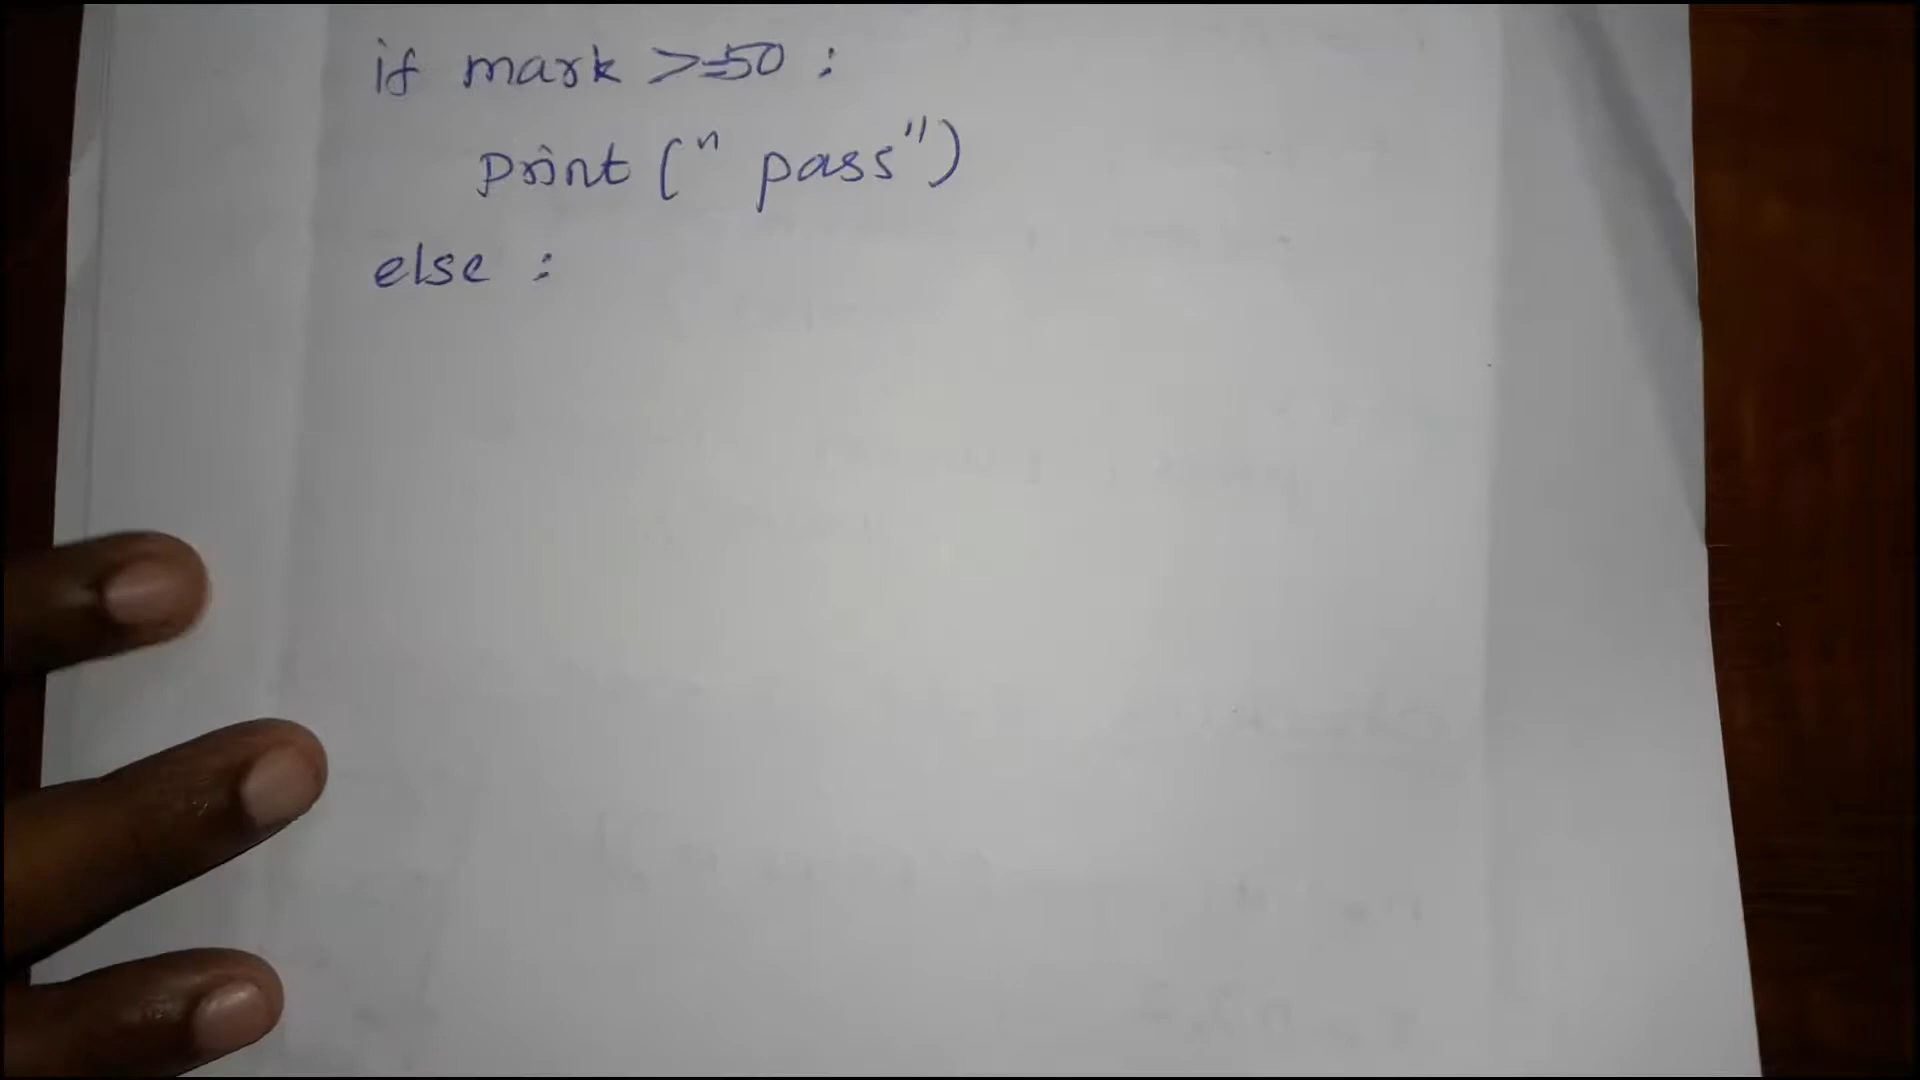 if mark >=50 :
print (" pass")
else :